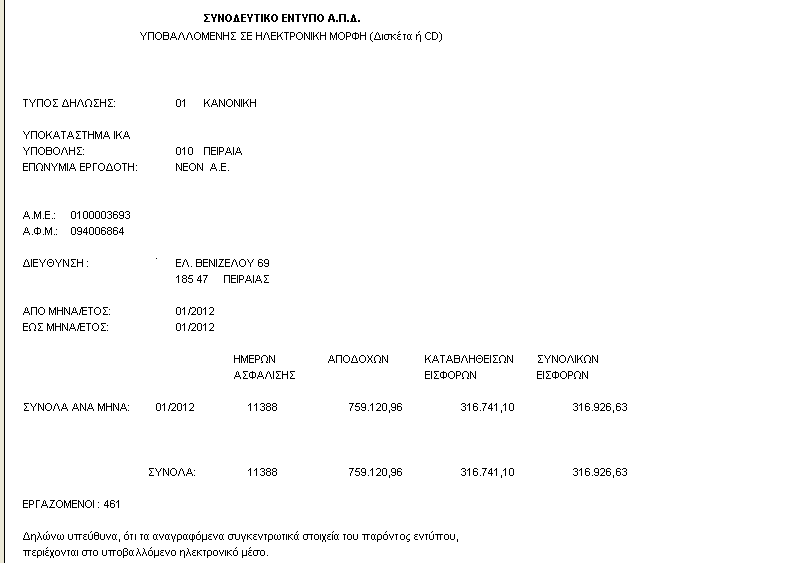 ΣΥΝΟΔΕΥΤΙΚΟ ΕΝΤΥΠΟ Α.Π.Δ.
ΥΠΟΒΑΛΛΟΜΕΝΗΣ ΣΕ ΗΛΕΚΤΡΟΝΙΚΗ ΜΟΡΦΗ (Δισκέτα ή CD)
ΤΥΠΟΣ ΔΗΛΩΣΗΣ: 01 ΚΑΝΟΝΙΚΗ
ΥΠΟΚΑΤΑΣΤΗΜΑ ΙΚΑ
ΥΠΟΒΟΛΗΣ: 010 ΠΕΙΡΑΙΑ
ΕΠΩΝΥΜΙΑ ΕΡΓΟΔΟΤΗ: ΝΕΟΝ Α.Ε.
Α.Μ.Ε.: 0100003693
Α.Φ.Μ.: 094006864
ΔΙΕΥΘΥΝΣΗ : ΕΛ. ΒΕΝΙΖΕΛΟΥ 69
185 47 ΠΕΙΡΑΙΑΣ
ΑΠΟ ΜΗΝΑ/ΕΤΟΣ: 01/2012
ΕΩΣ ΜΗΝΑ/ΕΤΟΣ: 01/2012
ΗΜΕΡΩΝ ΑΠΟΔΟΧΩΝ ΚΑΤΑΒΛΗΘΕΙΣΩΝ ΣΥΝΟΛΙΚΩΝ
ΑΣΦΑΛΙΣΗΣ ΕΙΣΦΟΡΩΝ ΕΙΣΦΟΡΩΝ
ΣΥΝΟΛΑ ΑΝΑ ΜΗΝΑ: 01/2012 11388 759.120,96 316.741,10 316.926,63
ΣΥΝΟΛΑ: 11388 759.120,96 316.741,10 316.926,63
ΕΡΓΑΖΟΜΕΝΟΙ : 461
Δηλώνω υπεύθυνα, ότι τα αναγραφόμενα συγκεντρωτικά στοιχεία του παρόντος εντύπου,
περιέχονται στο υποβαλλόμενο ηλεκτρονικό μέσο.